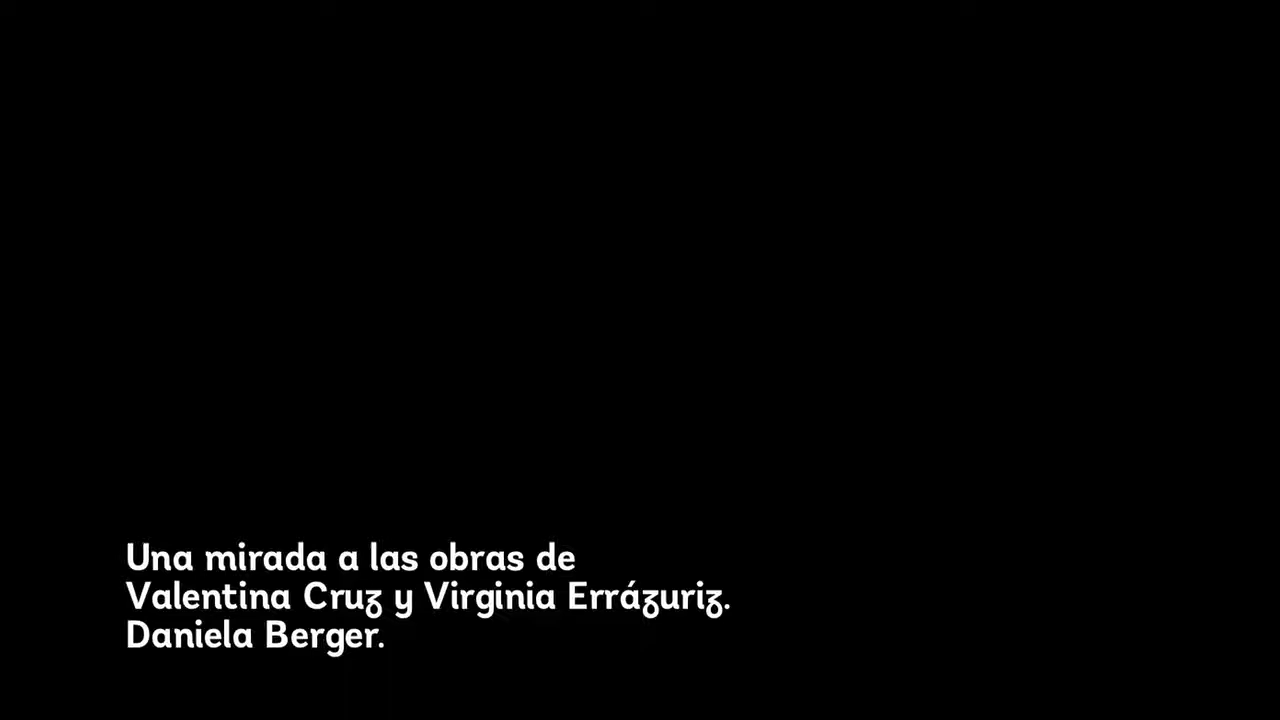 Una mirada a las obras de
Valentina Cruz y Virginia Errázuriz.
Daniela Berger.